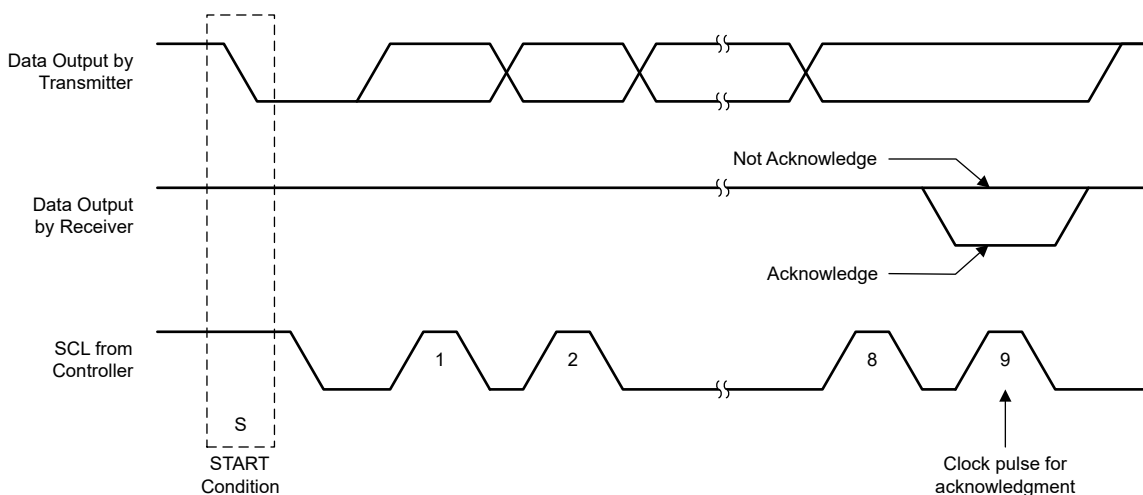 Data Output by
Transmitter
Not Acknowledge
Data Output
by Receiver
Acknowledge
SCL from
Controller
1
2
8
9
S
START
Condition
Clock pulse for
acknowledgment